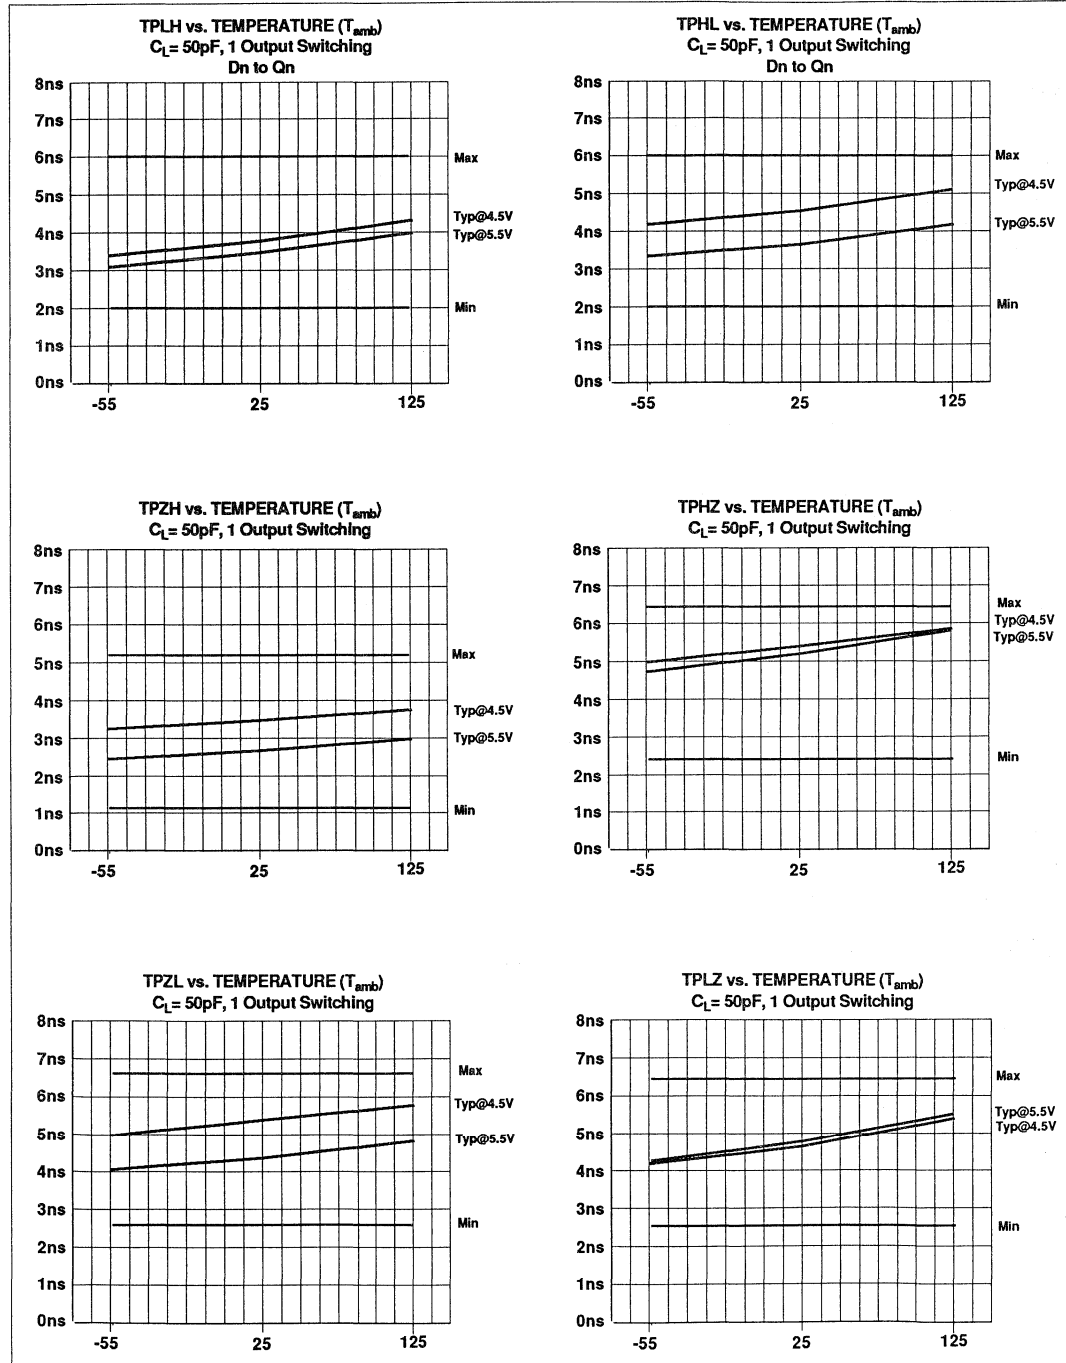 TPLH vs. TEMPERATURE (Tamb)
CL= 50pF, 1 Output Switching
Dn to Qn
8ns
7ns
6ns
5ns
4ns
3ns
2ns
1ns
0ns
Max
Typ@4.5V
Typ@5.5V
Min
-55
25
125
TPHL vs. TEMPERATURE (Tamb)
CL= 50pF, 1 Output Switching
Dn to Qn
8ns
7ns
6ns
5ns
4ns
3ns
2ns
1ns
0ns
Max
Typ@4.5V
Typ@5.5V
Min
-55
25
125
TPZH vs. TEMPERATURE (Tamb)
CL= 50pF, 1 Output Switching
8ns
7ns
6ns
5ns
4ns
3ns
2ns
1ns
0ns
Max
Typ@4.5V
Typ@5.5V
Min
-55
25
125
TPHZ vs. TEMPERATURE (Tamb)
CL= 50pF, 1 Output Switching
8ns
7ns
6ns
5ns
4ns
3ns
2ns
1ns
0ns
Max
Typ@4.5V
Typ@5.5V
Min
-55
25
125
TPZL vs. TEMPERATURE (Tamb)
CL= 50pF, 1 Output Switching
8ns
7ns
6ns
5ns
4ns
3ns
2ns
1ns
0ns
Max
Typ@4.5V
Typ@5.5V
Min
-55
25
125
TPLZ vs. TEMPERATURE (Tamb)
CL= 50pF, 1 Output Switching
8ns
7ns
6ns
5ns
4ns
3ns
2ns
1ns
0ns
Max
Typ@5.5V
Typ@4.5V
Min
-55
25
125